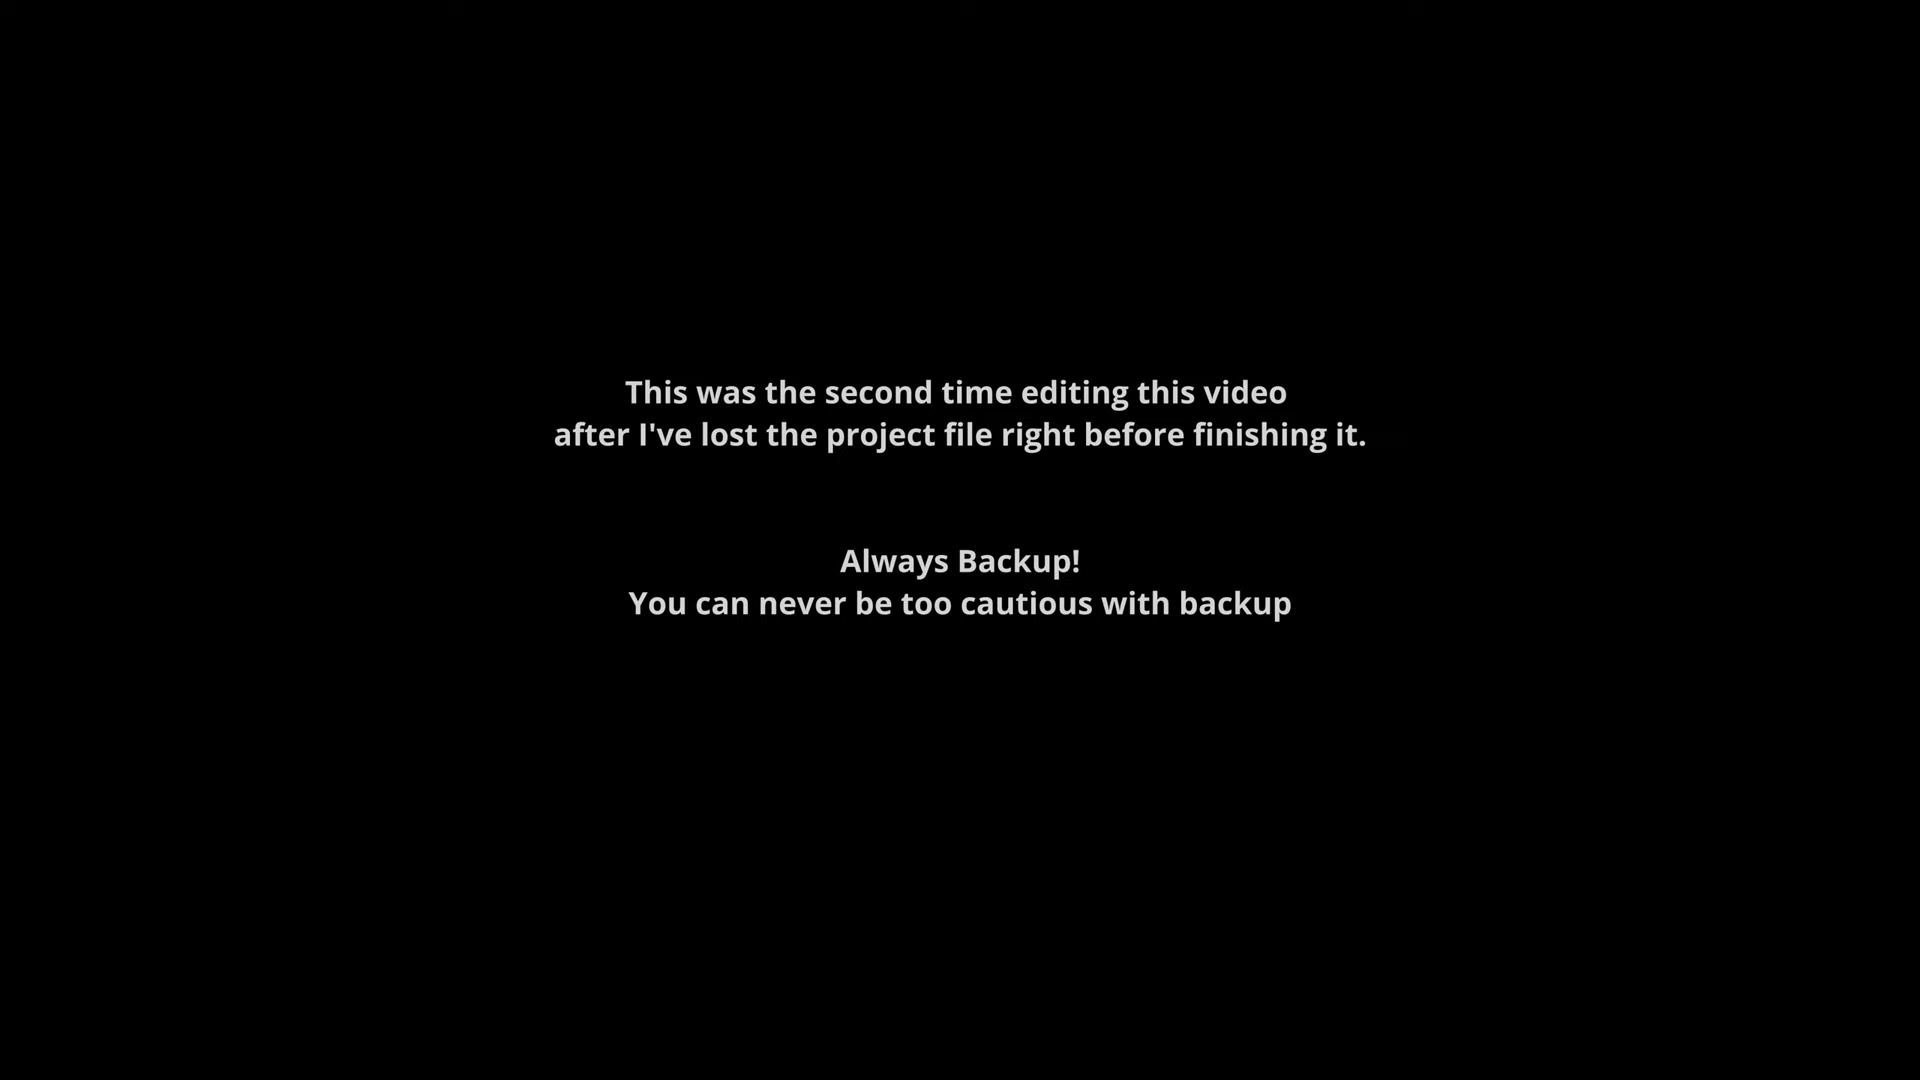 This was the second time editing this video
after I've lost the project file right before finishing it.
Always Backup!
You can never be too cautious with backup